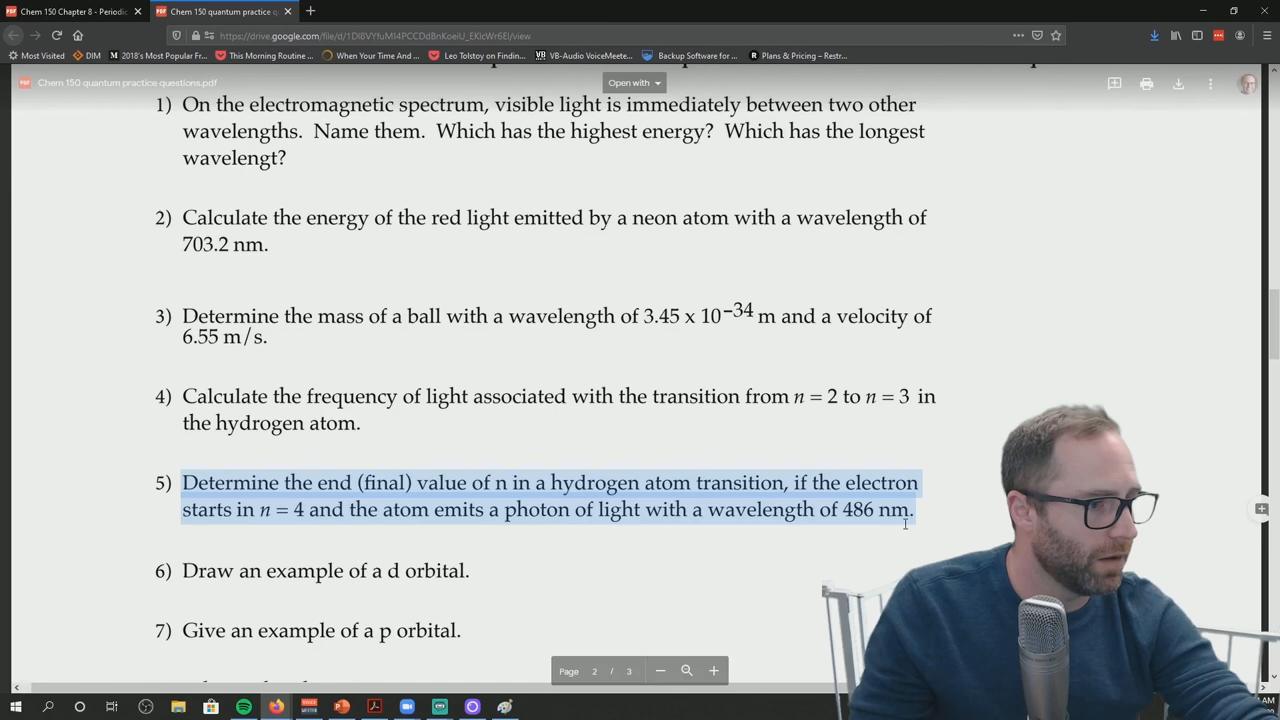 Chem 150 Chapter 8 - Periodic
Chem 150 quantum practice q
https://drive.google.com/file/d/1DI8VYfuMI4PCCDdBnKoeiU_EKlcWr6El/view
Most Visited
DIM
2018's Most Popular Fr...
This Morning Routine ...
When Your Time And ...
Leo Tolstoy on Findin...
VB-Audio VoiceMeete...
Backup Software for ...
Plans & Pricing – Restr...
Chem 150 quantum practice questions.pdf
Open with
1) On the electromagnetic spectrum, visible light is immediately between two other
wavelengths. Name them. Which has the highest energy? Which has the longest
wavelengt?
2) Calculate the energy of the red light emitted by a neon atom with a wavelength of
703.2 nm.
3) Determine the mass of a ball with a wavelength of 3.45 x 10⁻³⁴ m and a velocity of
6.55 m/s.
4) Calculate the frequency of light associated with the transition from n = 2 to n = 3 in
the hydrogen atom.
5) Determine the end (final) value of n in a hydrogen atom transition, if the electron
starts in n = 4 and the atom emits a photon of light with a wavelength of 486 nm.
6) Draw an example of a d orbital.
7) Give an example of a p orbital.
Page 2 / 3
AM